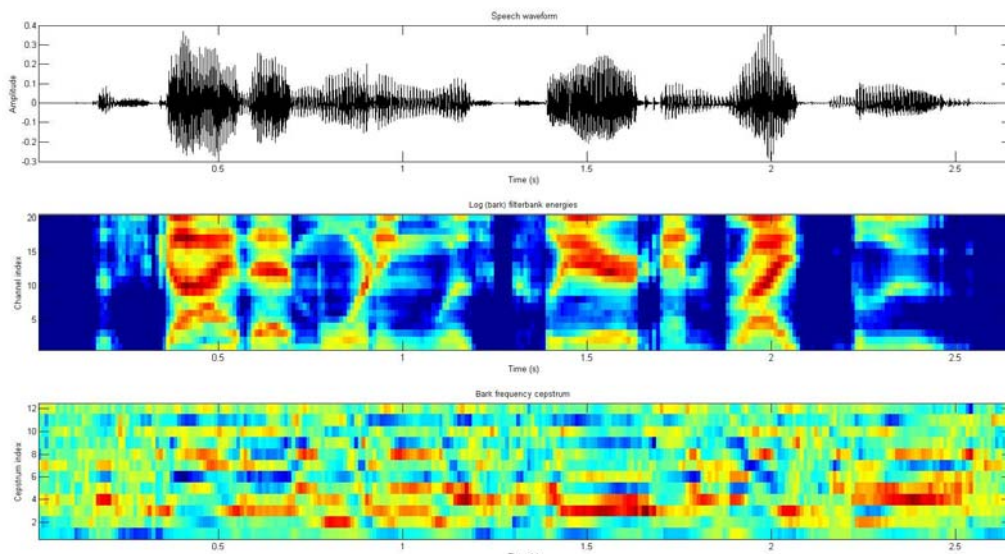 Speech waveform
Amplitude
0.4
0.3
0.2
0.1
0
-0.1
-0.2
-0.3
0.5 1 1.5 2 2.5
Time (s)
Log (bark) filterbank energies
Channel index
20
15
10
5
0.5 1 1.5 2 2.5
Time (s)
Bark frequency cepstrum
Cepstrum index
12
10
8
6
4
2
0.5 1 1.5 2 2.5